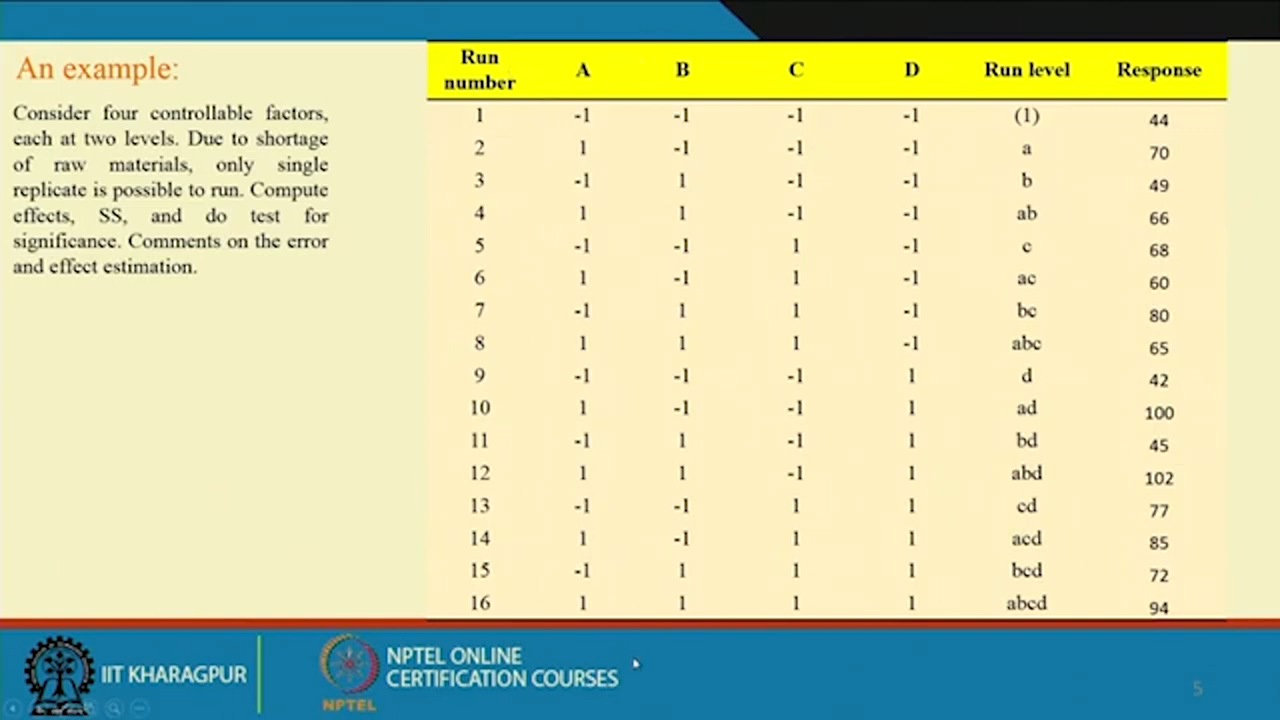 An example:
Consider four controllable factors,
each at two levels. Due to shortage
of raw materials, only single
replicate is possible to run. Compute
effects, SS, and do test for
significance. Comments on the error
and effect estimation.
Run number A B C D Run level Response
1 -1 -1 -1 -1 (1) 44
2 1 -1 -1 -1 a 70
3 -1 1 -1 -1 b 49
4 1 1 -1 -1 ab 66
5 -1 -1 1 -1 c 68
6 1 -1 1 -1 ac 60
7 -1 1 1 -1 bc 80
8 1 1 1 -1 abc 65
9 -1 -1 -1 1 d 42
10 1 -1 -1 1 ad 100
11 -1 1 -1 1 bd 45
12 1 1 -1 1 abd 102
13 -1 -1 1 1 cd 77
14 1 -1 1 1 acd 85
15 -1 1 1 1 bcd 72
16 1 1 1 1 abcd 94
IIT KHARAGPUR
NPTEL
NPTEL ONLINE
CERTIFICATION COURSES
5